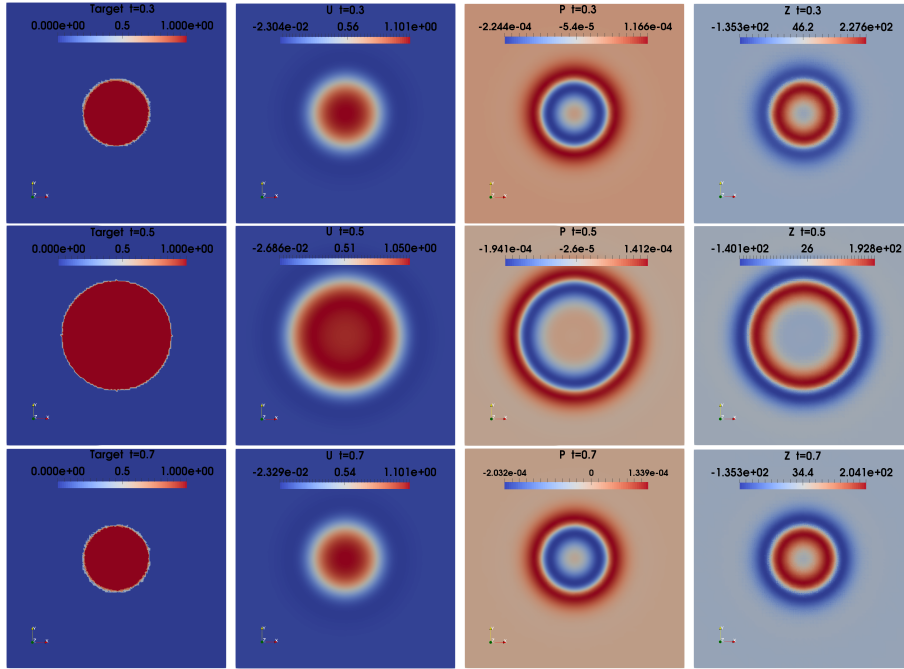 Target t=0.3
0.000e+00 0.5 1.000e+00
U t=0.3
-2.304e-02 0.56 1.101e+00
P t=0.3
-2.244e-04 -5.4e-5 1.166e-04
Z t=0.3
-1.353e+02 46.2 2.276e+02
Target t=0.5
0.000e+00 0.5 1.000e+00
U t=0.5
-2.686e-02 0.51 1.050e+00
P t=0.5
-1.941e-04 -2.6e-5 1.412e-04
Z t=0.5
-1.401e+02 26 1.928e+02
Target t=0.7
0.000e+00 0.5 1.000e+00
U t=0.7
-2.329e-02 0.54 1.101e+00
P t=0.7
-2.032e-04 0 1.339e-04
Z t=0.7
-1.353e+02 34.4 2.041e+02